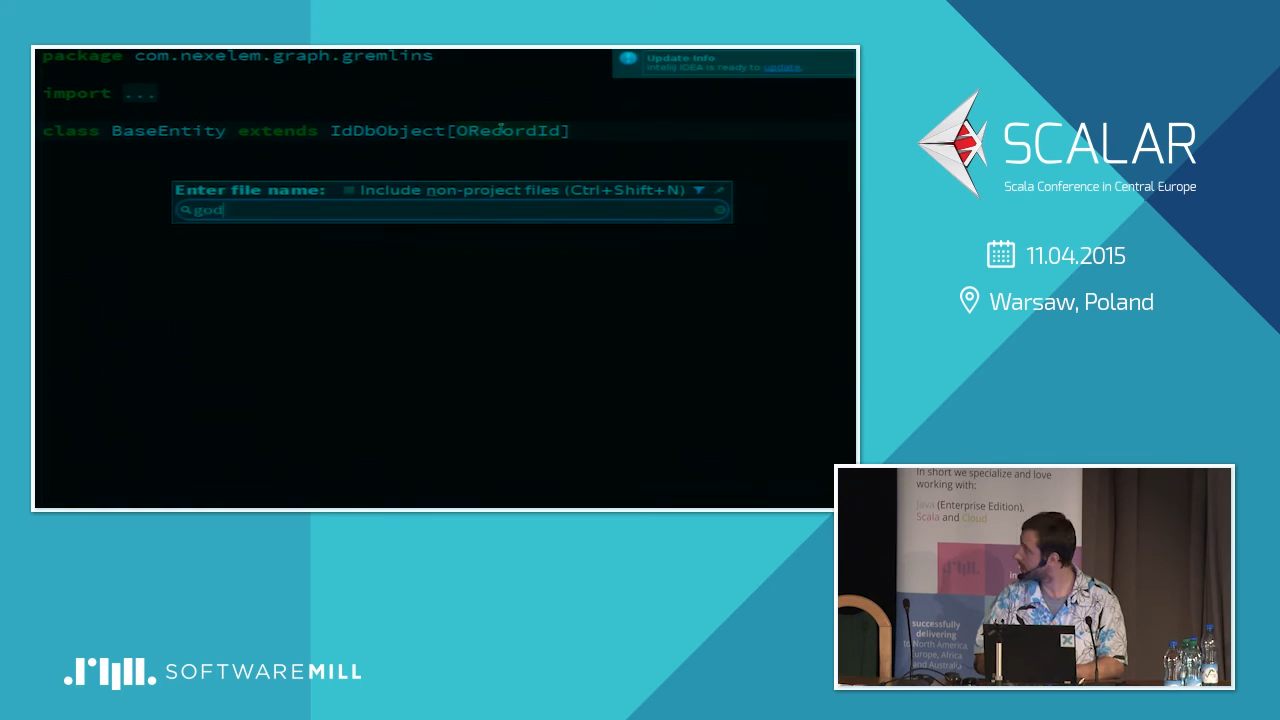 package com.nexelem.graph.gremlins
Update Info
IntelliJ IDEA is ready to update.
import ...
class BaseEntity extends IdDbObject[ORecordId]
Enter file name: Include non-project files (Ctrl+Shift+N)
god
SCALAR
Scala Conference in Central Europe
11.04.2015
Warsaw, Poland
In short we specialize and love
working with:
Java (Enterprise Edition),
Scala and Cloud
in
successfully
delivering
to North America,
Europe, Africa
and Australia
SOFTWAREMILL